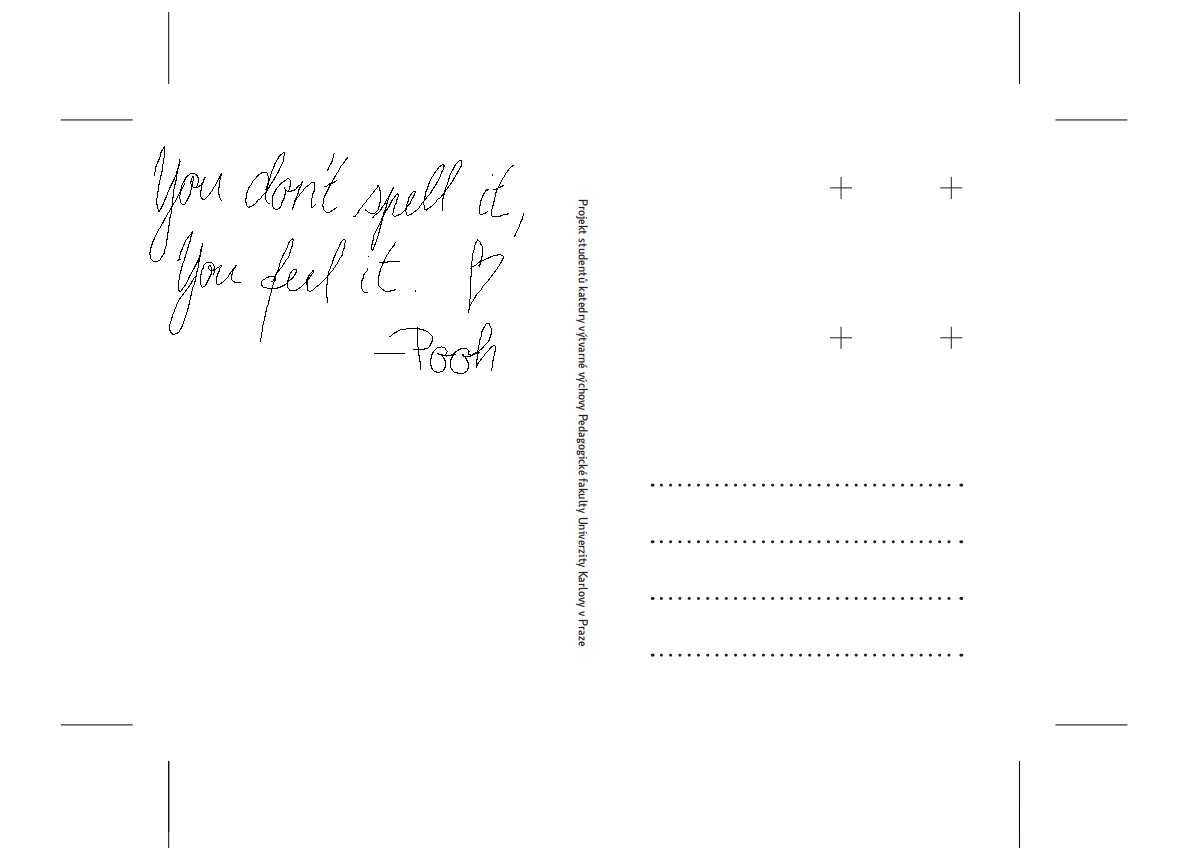 You don't spell it,
You feel it. ♡
—Pooh
Projekt studentů katedry výtvarné výchovy Pedagogické fakulty Univerzity Karlovy v Praze